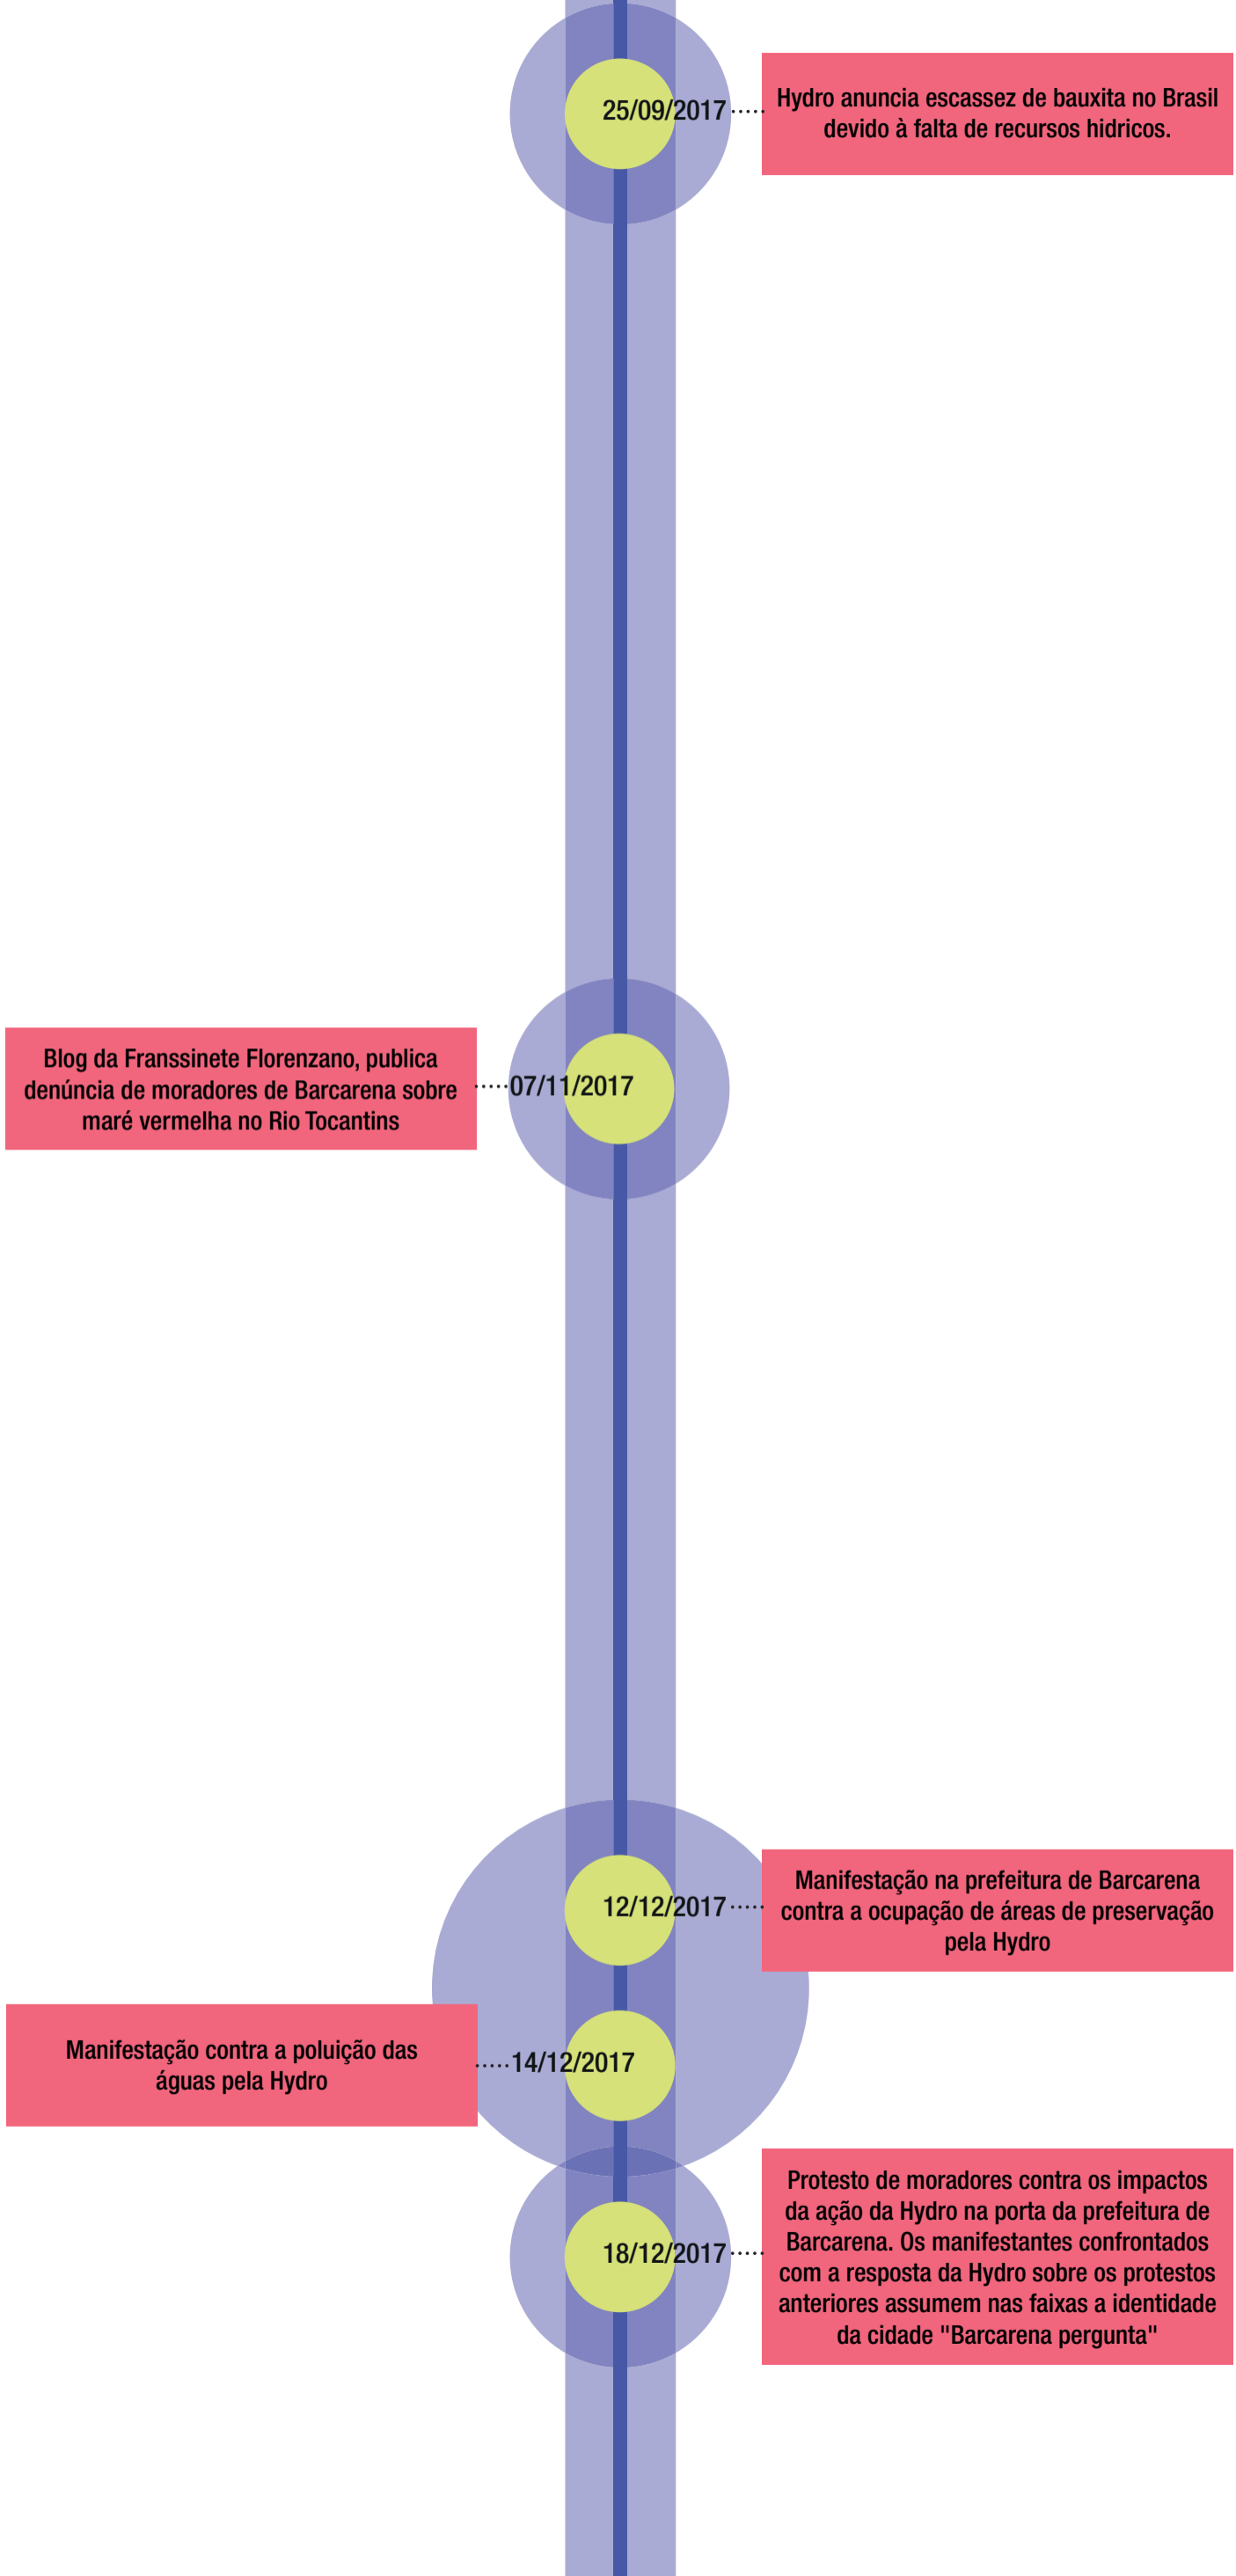 25/09/2017
Hydro anuncia escassez de bauxita no Brasil
devido à falta de recursos hidricos.
Blog da Franssinete Florenzano, publica
denúncia de moradores de Barcarena sobre
maré vermelha no Rio Tocantins
07/11/2017
12/12/2017
Manifestação na prefeitura de Barcarena
contra a ocupação de áreas de preservação
pela Hydro
Manifestação contra a poluição das
águas pela Hydro
14/12/2017
18/12/2017
Protesto de moradores contra os impactos
da ação da Hydro na porta da prefeitura de
Barcarena. Os manifestantes confrontados
com a resposta da Hydro sobre os protestos
anteriores assumem nas faixas a identidade
da cidade "Barcarena pergunta"